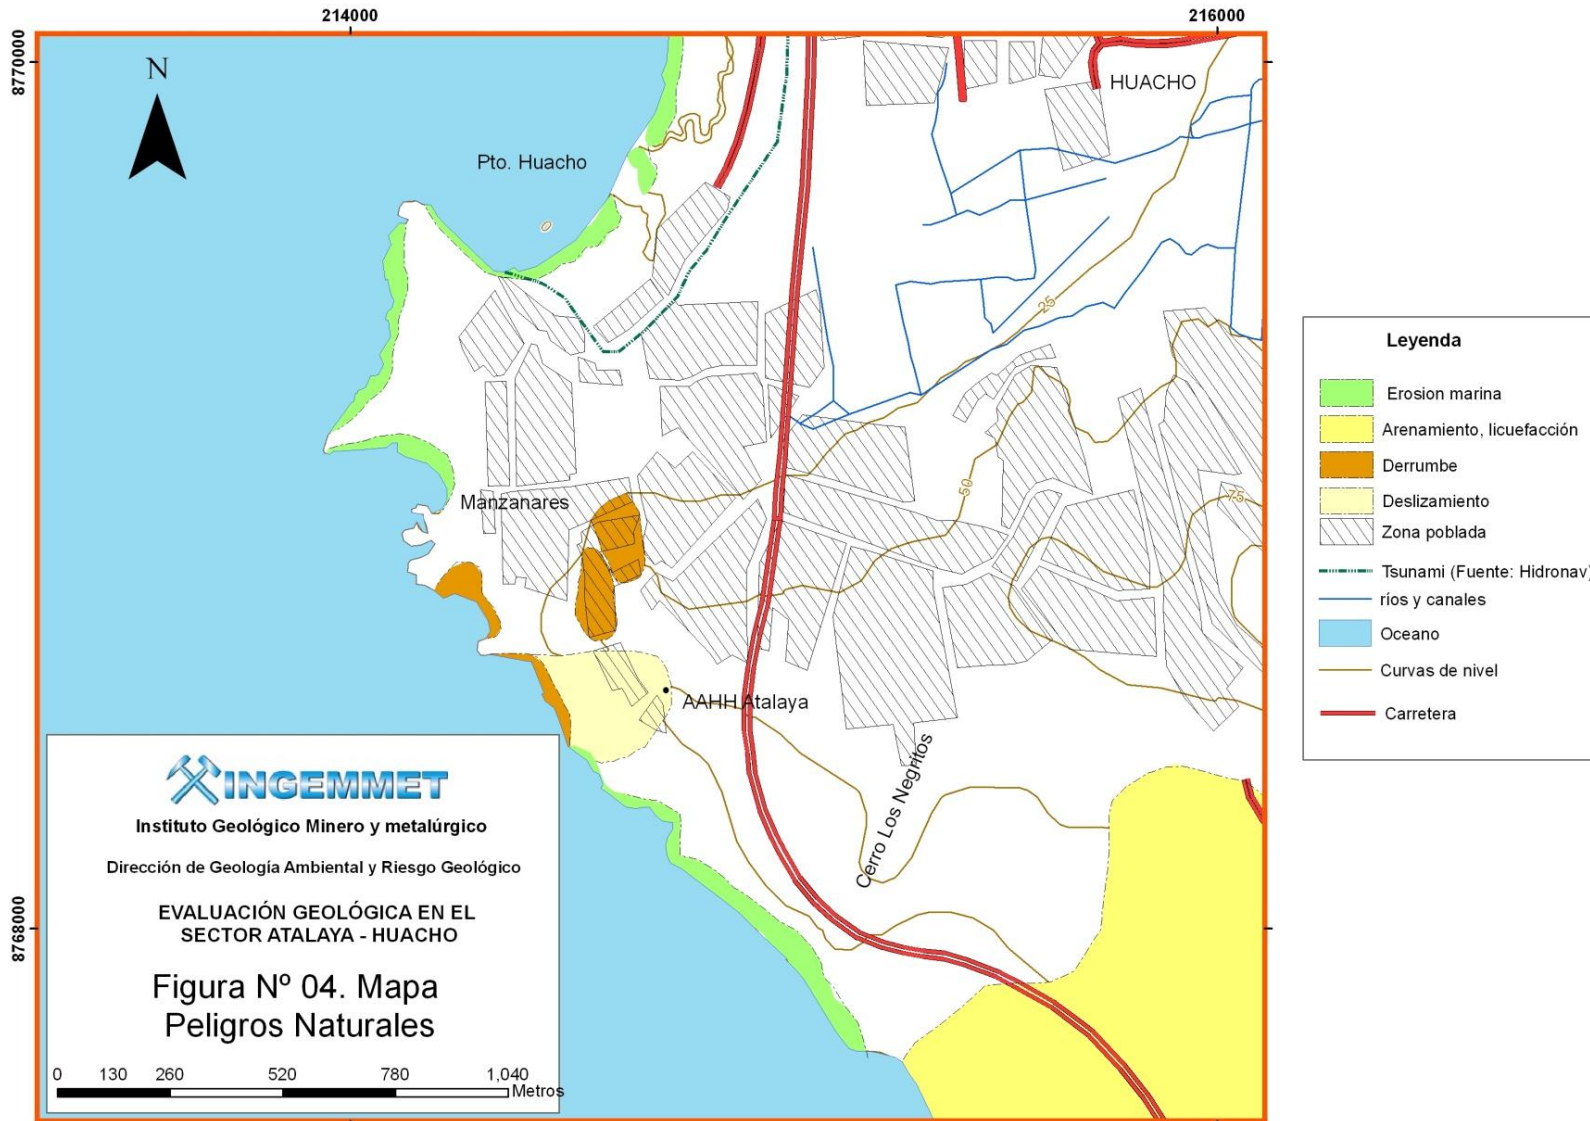 214000
216000
8770000
8770000
N
HUACHO
Pto. Huacho
0
25
Leyenda
Erosion marina
Arenamiento, licuefacción
Derrumbe
Deslizamiento
Zona poblada
Tsunami (Fuente: Hidronav)
ríos y canales
Oceano
Curvas de nivel
Carretera
50
75
Manzanares
AAHH Atalaya
Cerro Los Negritos
INGEMMET
Instituto Geológico Minero y metalúrgico
Dirección de Geología Ambiental y Riesgo Geológico
EVALUACIÓN GEOLÓGICA EN EL
SECTOR ATALAYA - HUACHO
Figura Nº 04. Mapa
Peligros Naturales
0 130 260 520 780 1,040
Metros
8768000